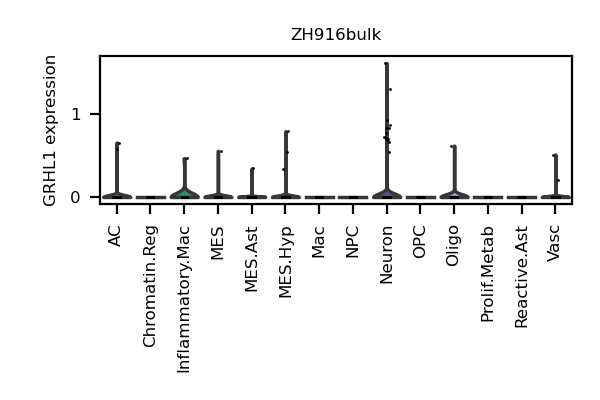 ZH916bulk
GRHL1 expression
1
0
AC
Chromatin.Reg
Inflammatory.Mac
MES
MES.Ast
MES.Hyp
Mac
NPC
Neuron
OPC
Oligo
Prolif.Metab
Reactive.Ast
Vasc